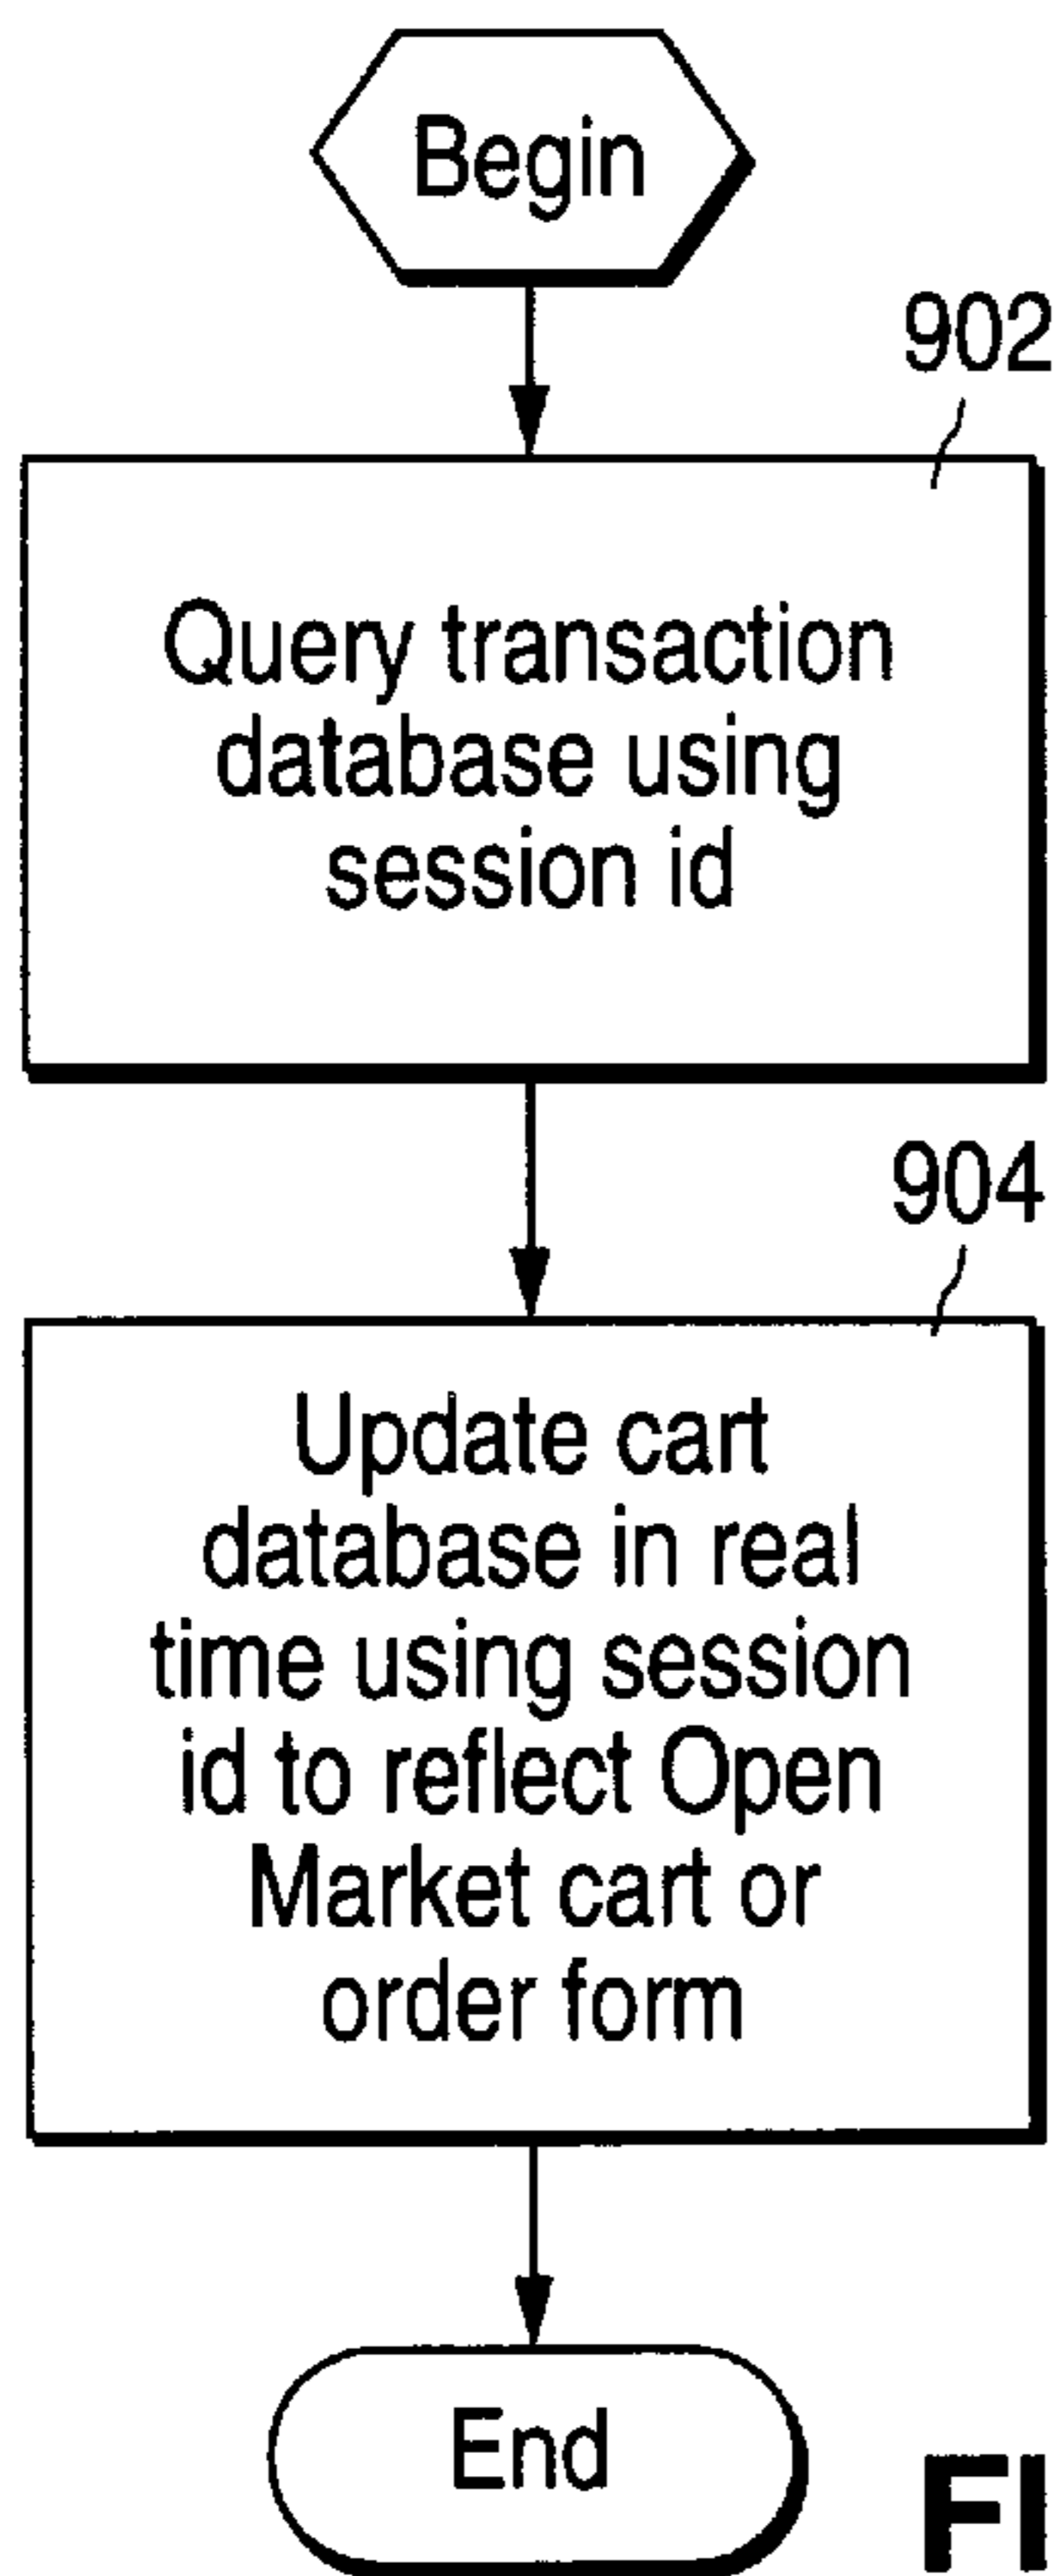 Begin
902
Query transaction
database using
session id
904
Update cart
database in real
time using session
id to reflect Open
Market cart or
order form
End
FI